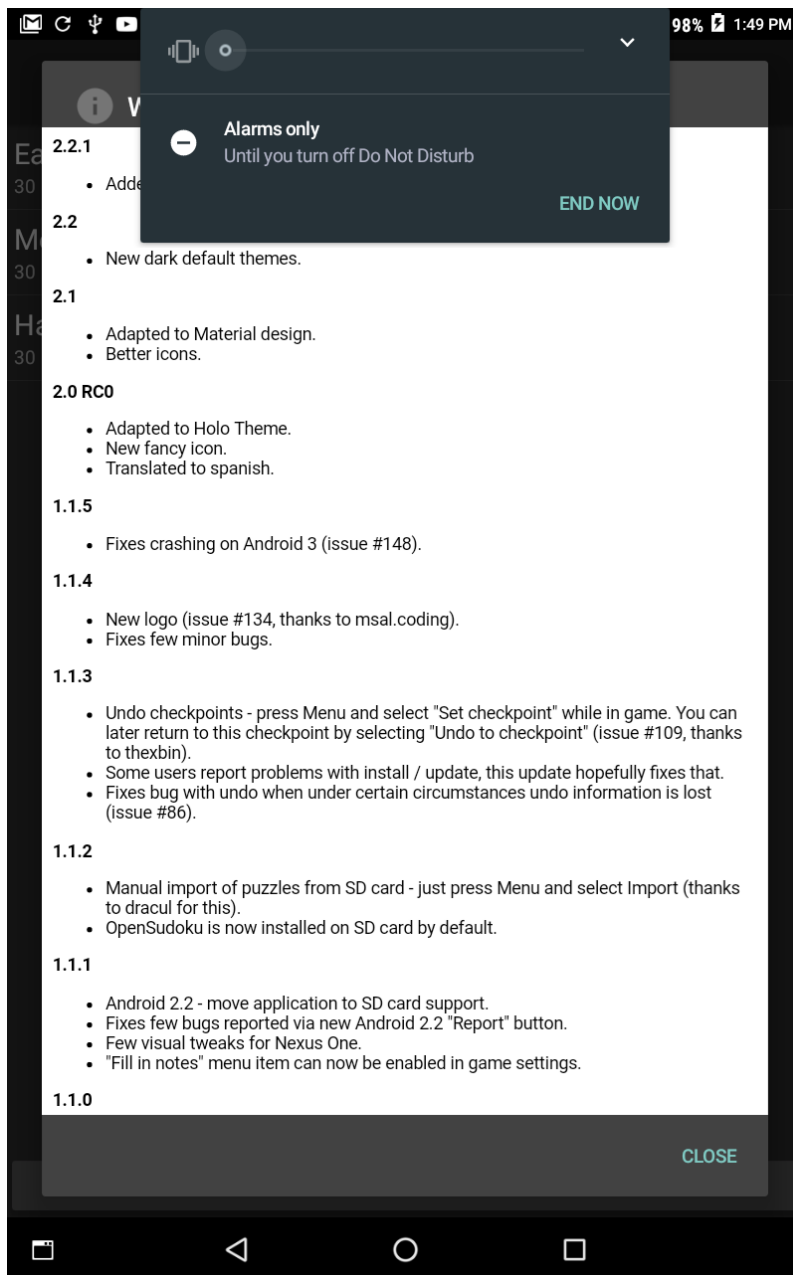 98% 1:49 PM
Alarms only
Until you turn off Do Not Disturb
END NOW
2.2.1
2.2
New dark default themes.
2.1
Adapted to Material design.
Better icons.
2.0 RC0
Adapted to Holo Theme.
New fancy icon.
Translated to spanish.
1.1.5
Fixes crashing on Android 3 (issue #148).
1.1.4
New logo (issue #134, thanks to msal.coding).
Fixes few minor bugs.
1.1.3
Undo checkpoints - press Menu and select "Set checkpoint" while in game. You can
later return to this checkpoint by selecting "Undo to checkpoint" (issue #109, thanks
to thexbin).
Some users report problems with install / update, this update hopefully fixes that.
Fixes bug with undo when under certain circumstances undo information is lost
(issue #86).
1.1.2
Manual import of puzzles from SD card - just press Menu and select Import (thanks
to dracul for this).
OpenSudoku is now installed on SD card by default.
1.1.1
Android 2.2 - move application to SD card support.
Fixes few bugs reported via new Android 2.2 "Report" button.
Few visual tweaks for Nexus One.
"Fill in notes" menu item can now be enabled in game settings.
1.1.0
CLOSE
30
30
30